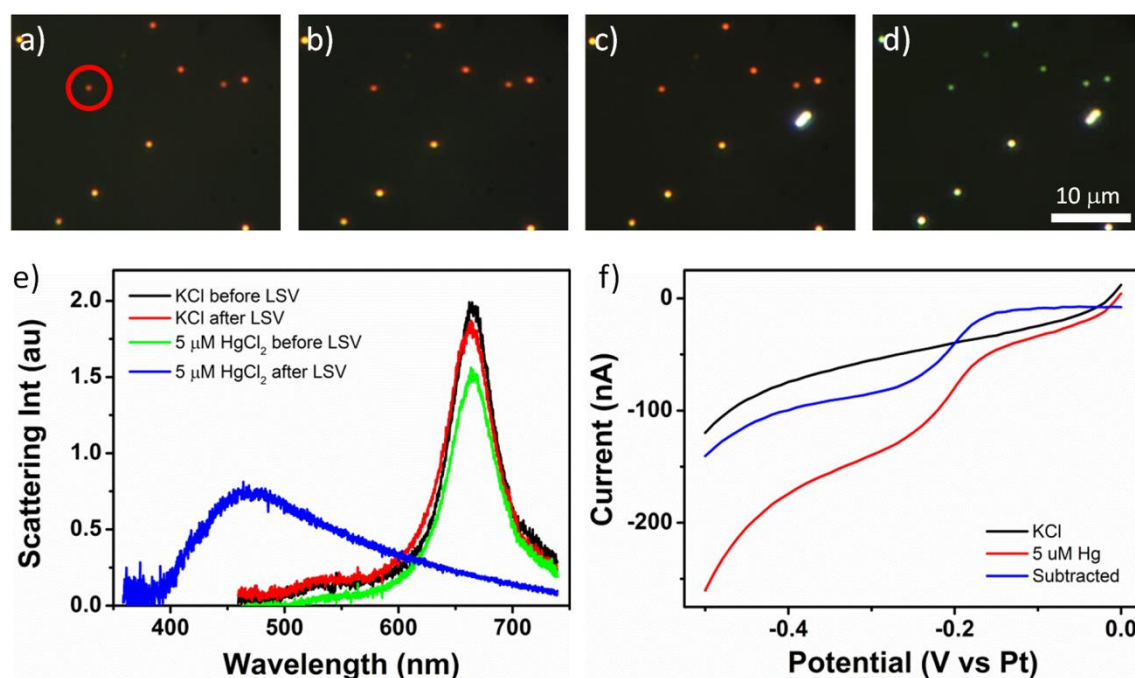 a)
b)
c)
d)
10 μm
e)
KCl before LSV
KCl after LSV
5 μM HgCl₂ before LSV
5 μM HgCl₂ after LSV
2.0
1.5
1.0
0.5
0.0
Scattering Int (au)
400
500
600
700
Wavelength (nm)
f)
0
-100
-200
Current (nA)
KCl
5 uM Hg
Subtracted
-0.4
-0.2
0.0
Potential (V vs Pt)